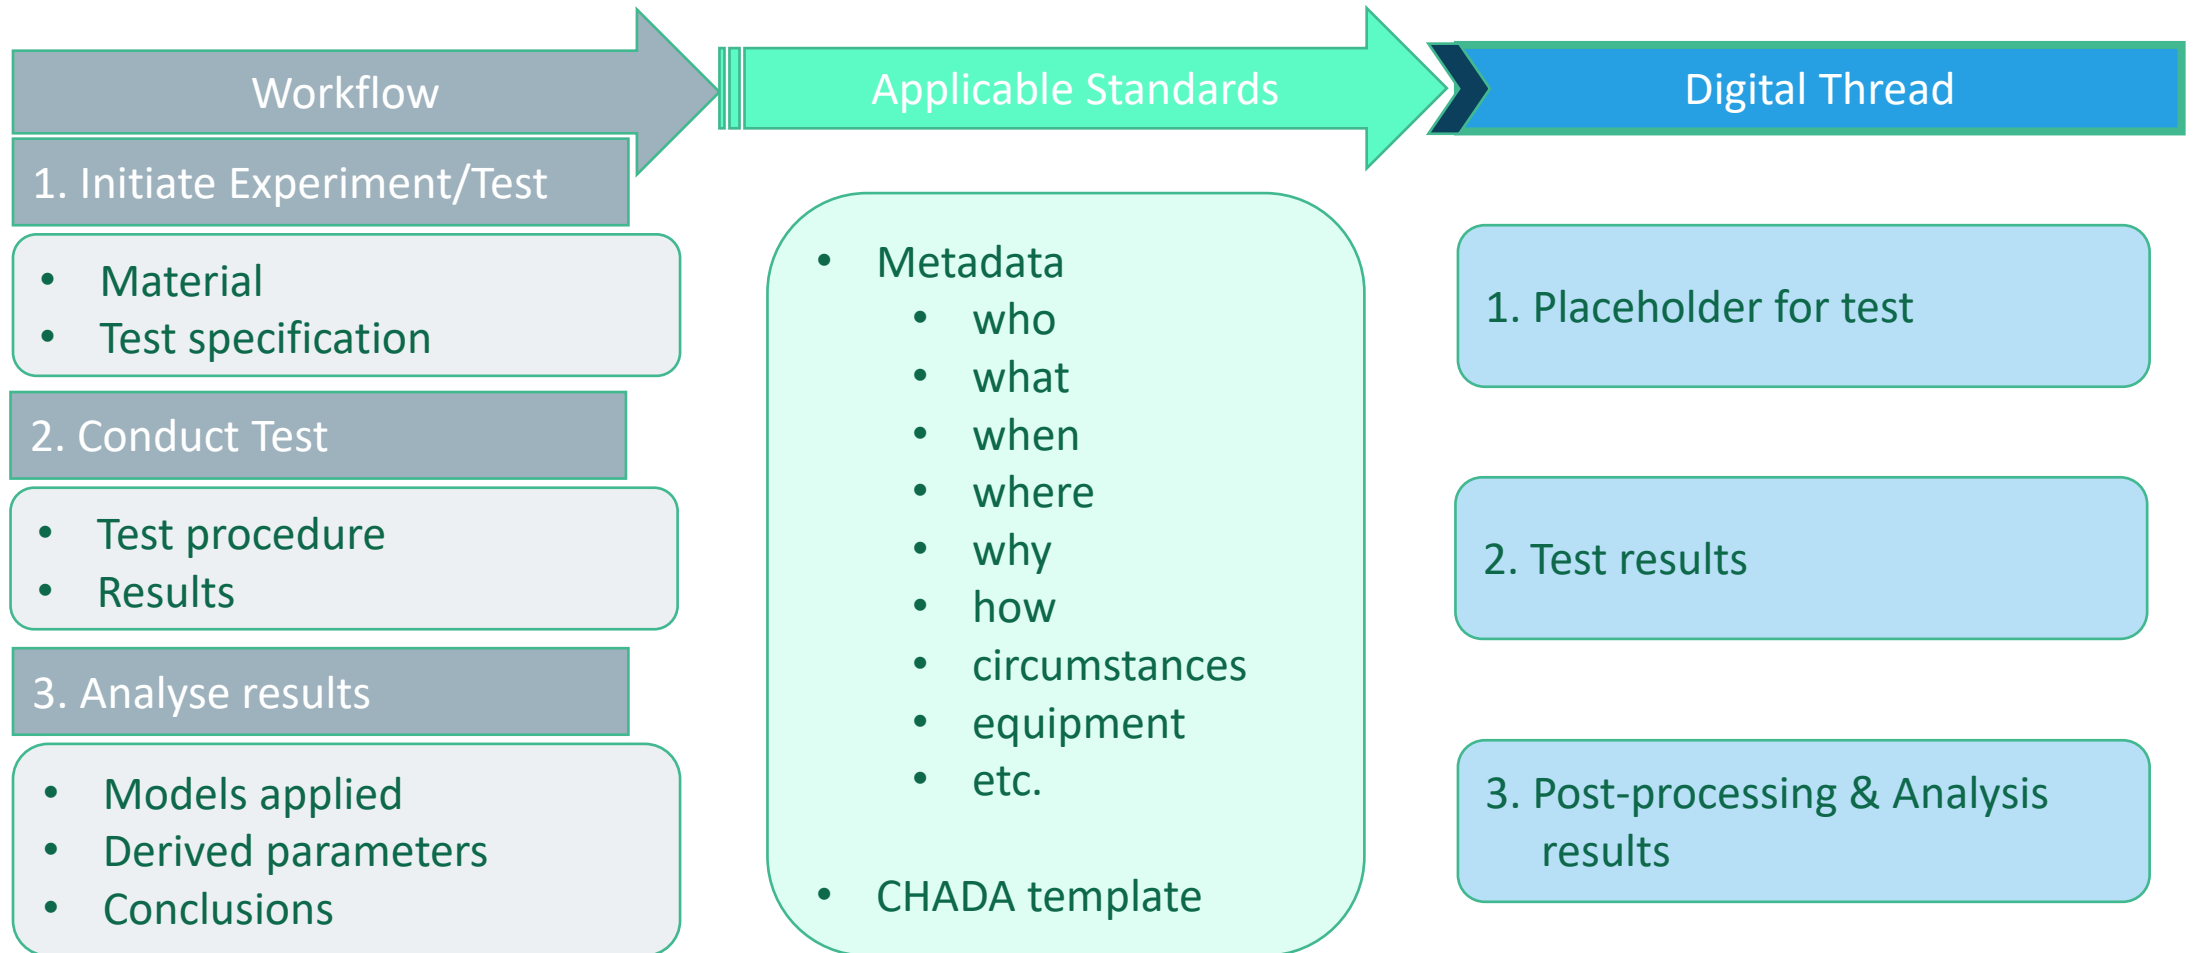 Workflow
Applicable Standards
Digital Thread
1. Initiate Experiment/Test
• Material
• Test specification
2. Conduct Test
• Test procedure
• Results
3. Analyse results
• Models applied
• Derived parameters
• Conclusions
• Metadata
• who
• what
• when
• where
• why
• how
• circumstances
• equipment
• etc.
• CHADA template
1. Placeholder for test
2. Test results
3. Post-processing & Analysis
results